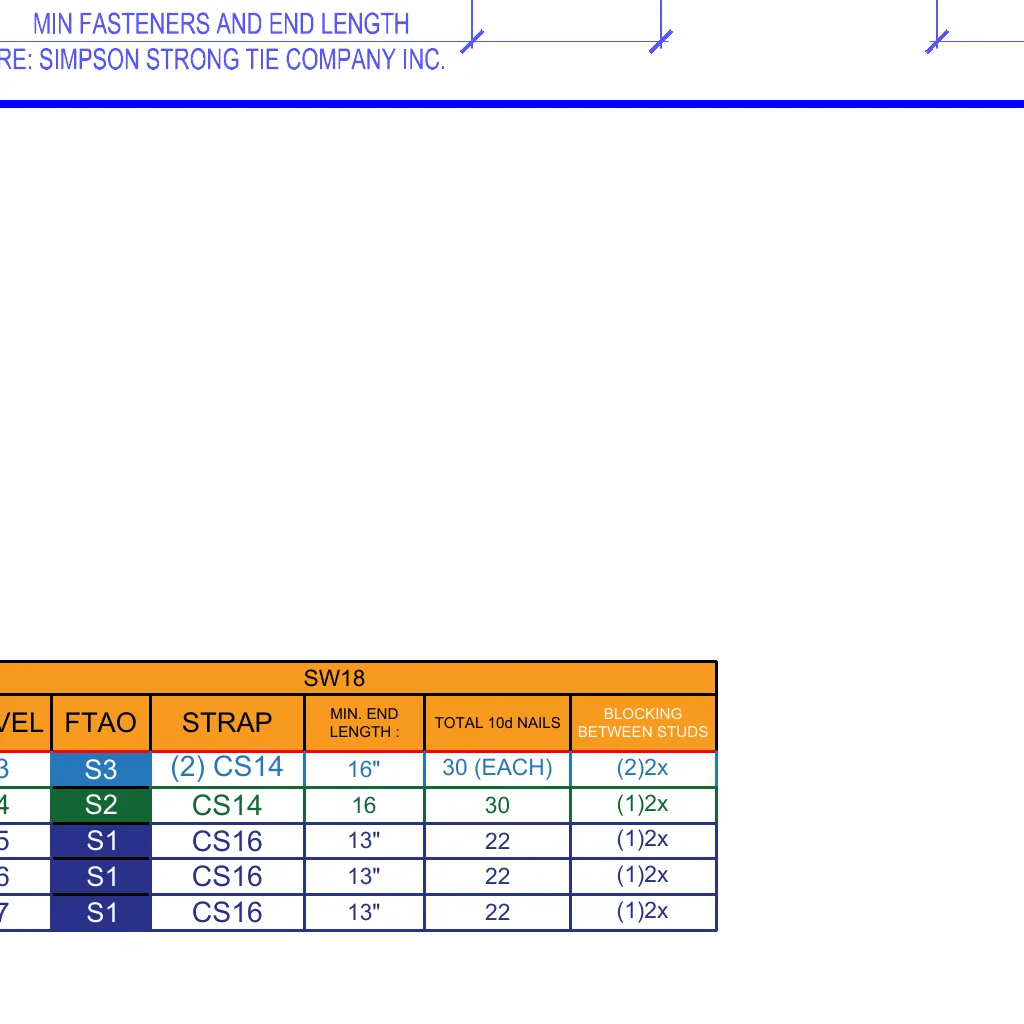 MIN FASTENERS AND END LENGTH
RE: SIMPSON STRONG TIE COMPANY INC.
SW18
VEL FTAO STRAP MIN. END LENGTH : TOTAL 10d NAILS BLOCKING BETWEEN STUDS
3 S3 (2) CS14 16" 30 (EACH) (2)2x
4 S2 CS14 16 30 (1)2x
5 S1 CS16 13" 22 (1)2x
6 S1 CS16 13" 22 (1)2x
7 S1 CS16 13" 22 (1)2x